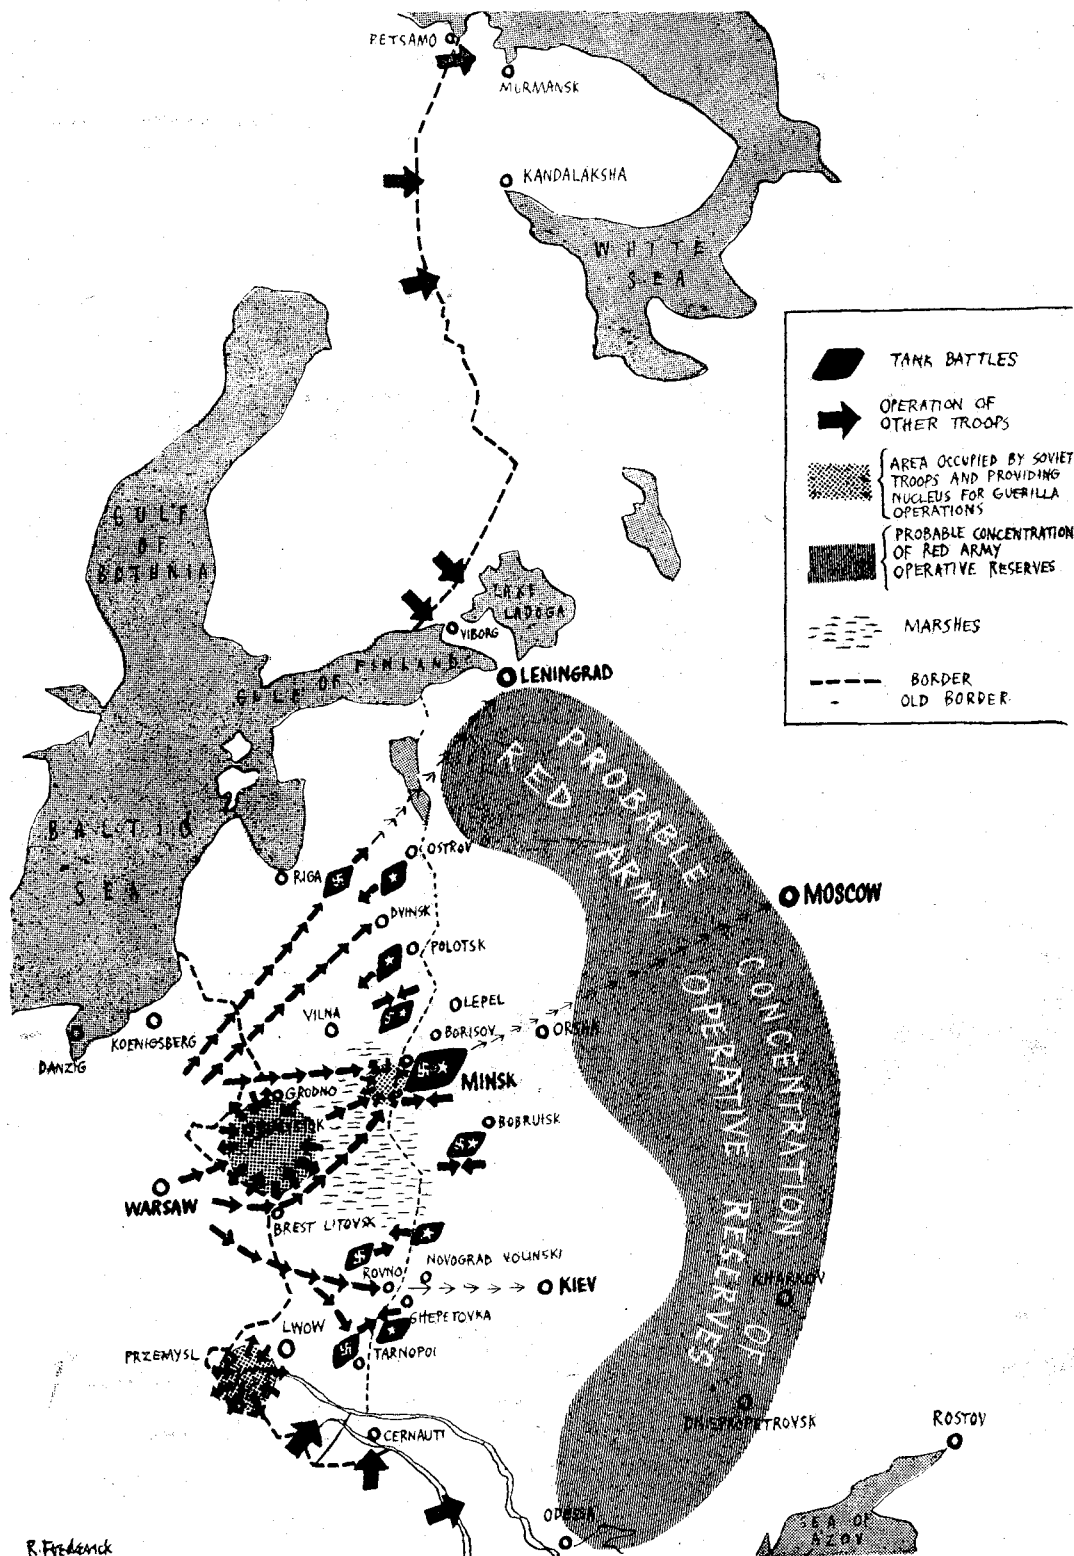 PETSAMO
MURMANSK
KANDALAKSHA
WHITE
SEA
TANK BATTLES
OPERATION OF
OTHER TROOPS
AREA OCCUPIED BY SOVIET
TROOPS AND PROVIDING
NUCLEUS FOR GUERILLA
OPERATIONS
PROBABLE CONCENTRATION
OF RED ARMY
OPERATIVE RESERVES
MARSHES
BORDER
OLD BORDER
GULF
OF
BOTHNIA
LAKE
LADOGA
VIBORG
GULF OF FINLAND
LENINGRAD
PROBABLE CONCENTRATION OF
RED ARMY OPERATIVE RESERVES
BALTIC
SEA
OSTROV
RIGA
DVINSK
MOSCOW
POLOTSK
LEPEL
VILNA
BORISOV
ORSHA
KOENIGSBERG
DANZIG
MINSK
GRODNO
BOBRUISK
WARSAW
BREST LITOVSK
NOVOGRAD VOLINSKI
ROVNO
KIEV
KHARKOV
SHEPETOVKA
LWOW
PRZEMYSL
TARNOPOL
DNIEPROPETROVSK
CERNAUTI
ROSTOV
ODESSA
SEA OF
AZOV
R. FREDERICK